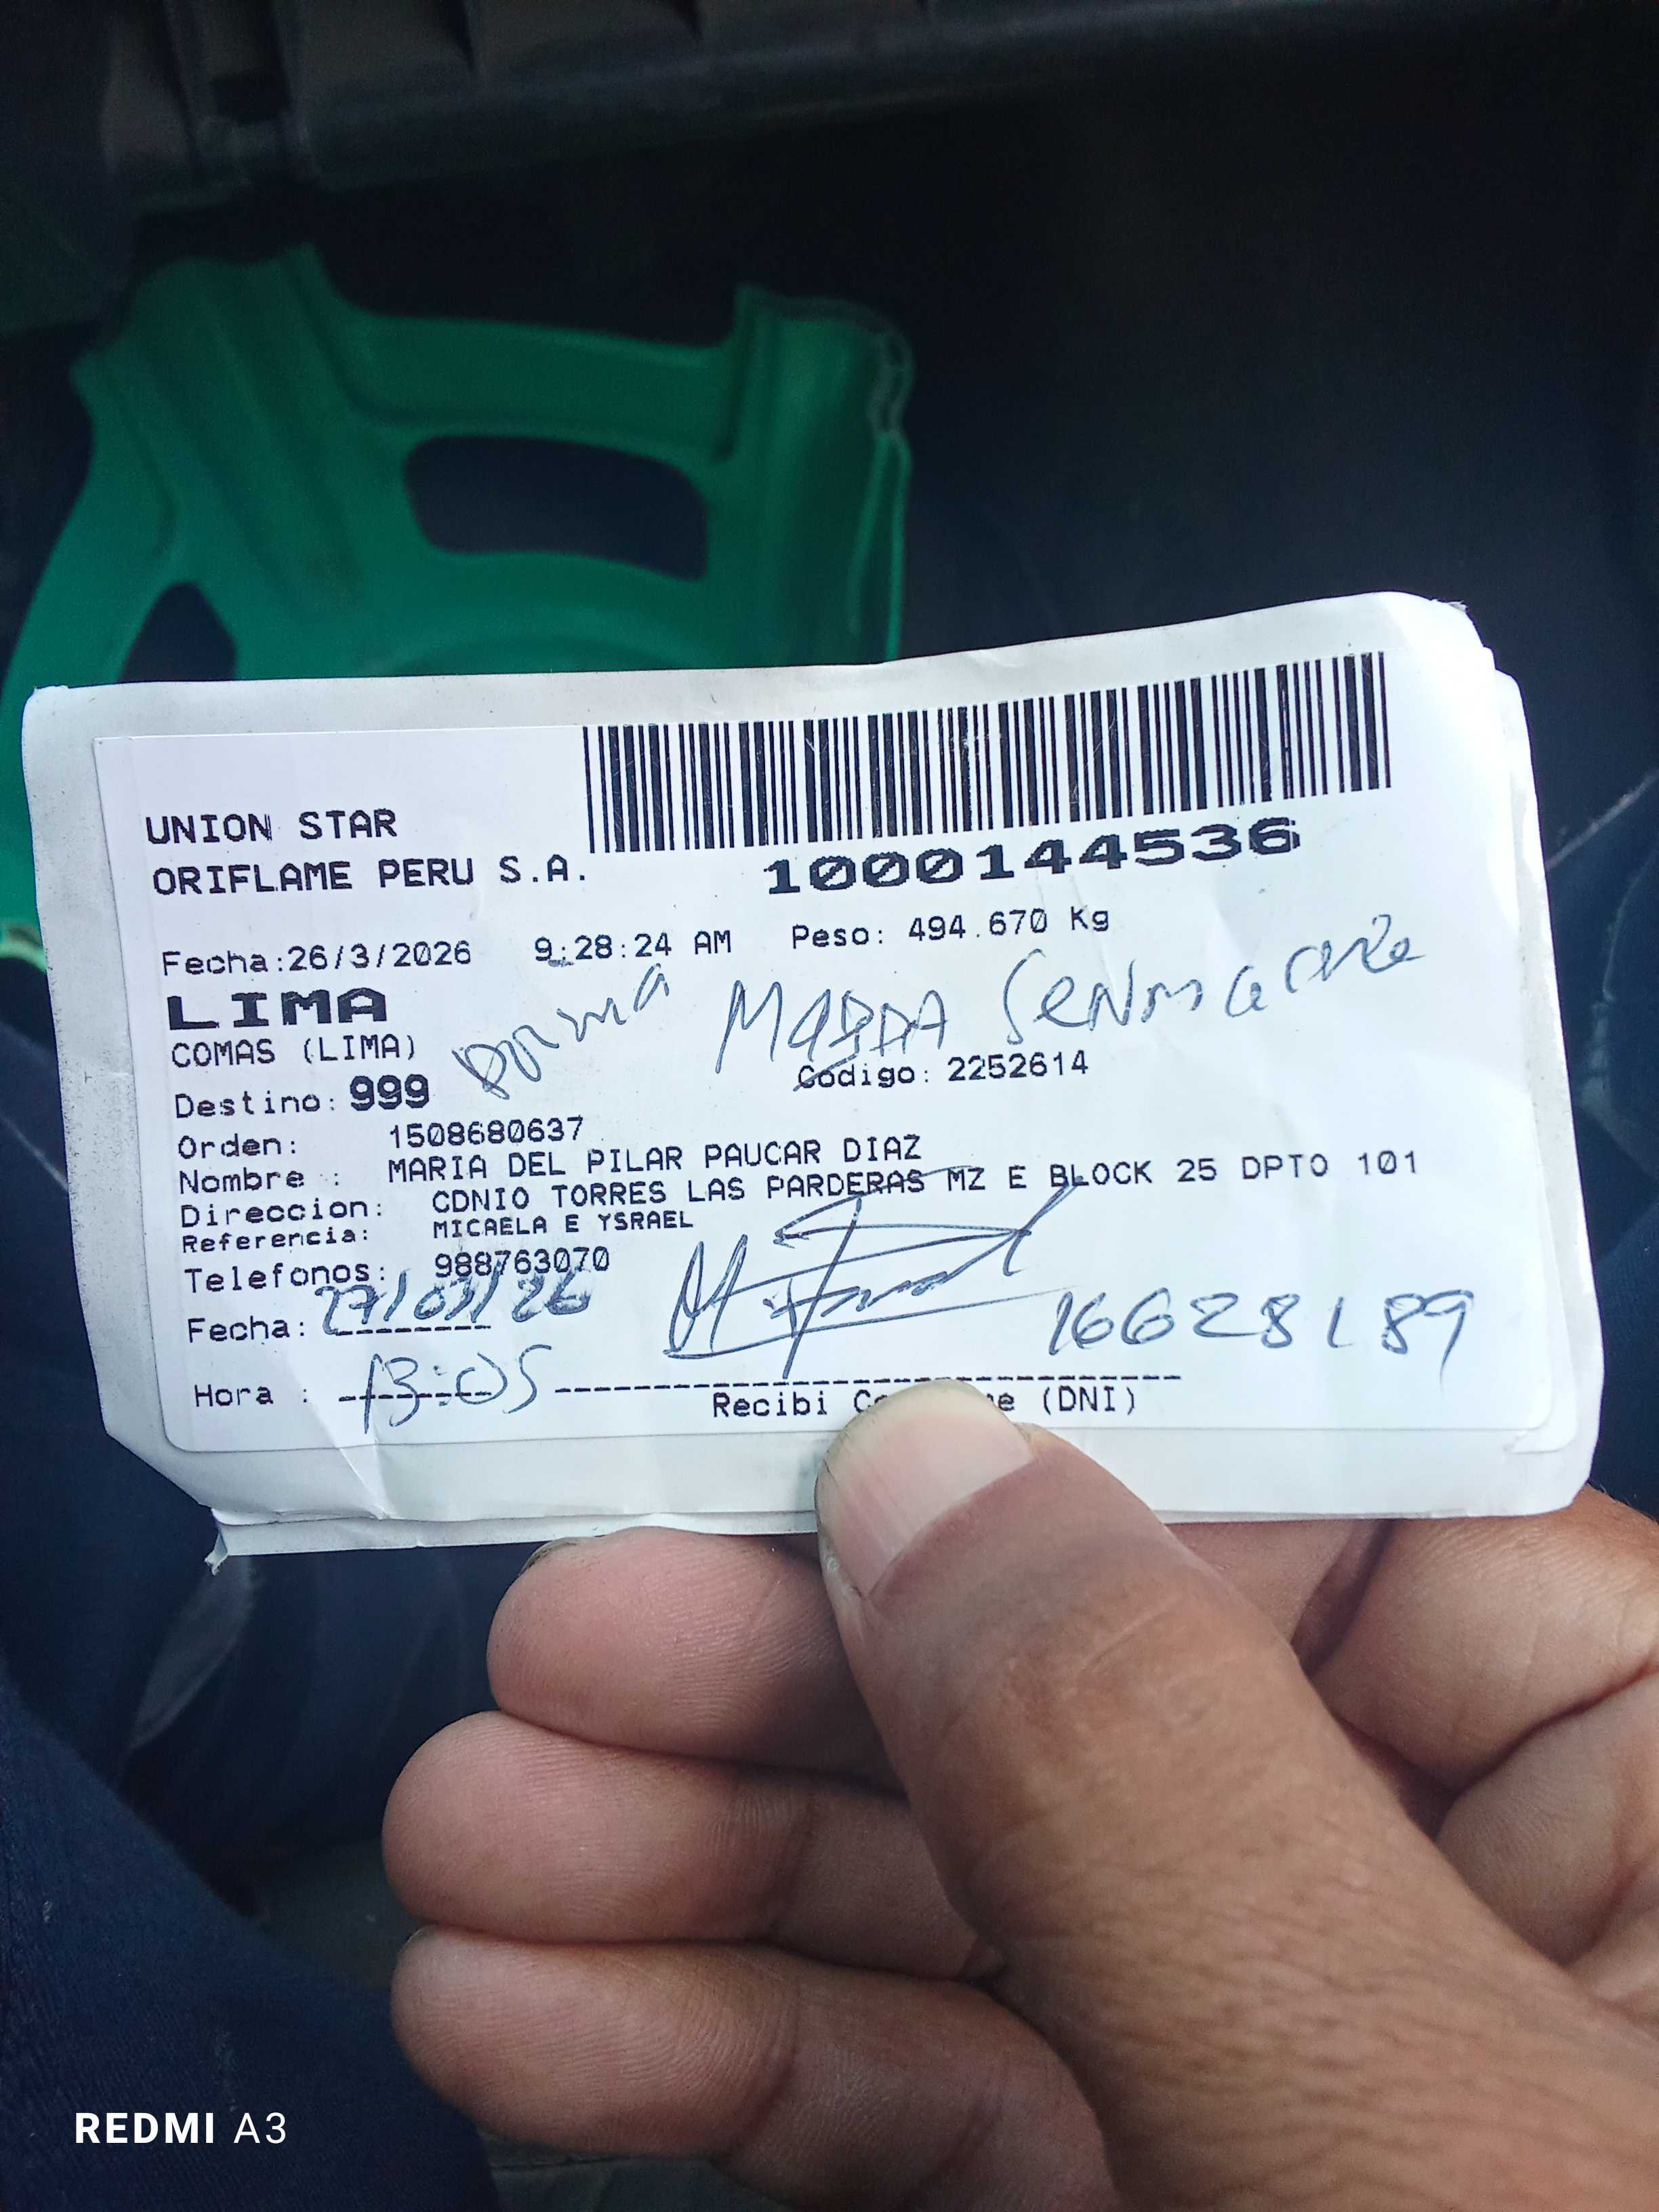 UNION STAR
ORIFLAME PERU S.A.
1000144536
Fecha:26/3/2026 9:28:24 AM Peso: 494.670 Kg
LIMA
COMAS (LIMA)
MAGDA
Destino: 999 Codigo: 2252614
Orden: 1508680637
Nombre : MARIA DEL PILAR PAUCAR DIAZ
Direccion: CDNIO TORRES LAS PARDERAS MZ E BLOCK 25 DPTO 101
Referencia: MICAELA E YSRAEL
Telefonos: 988763070
Fecha: 27/03/26
16628189
Hora : 13:05
Recibi (DNI)
REDMI A3